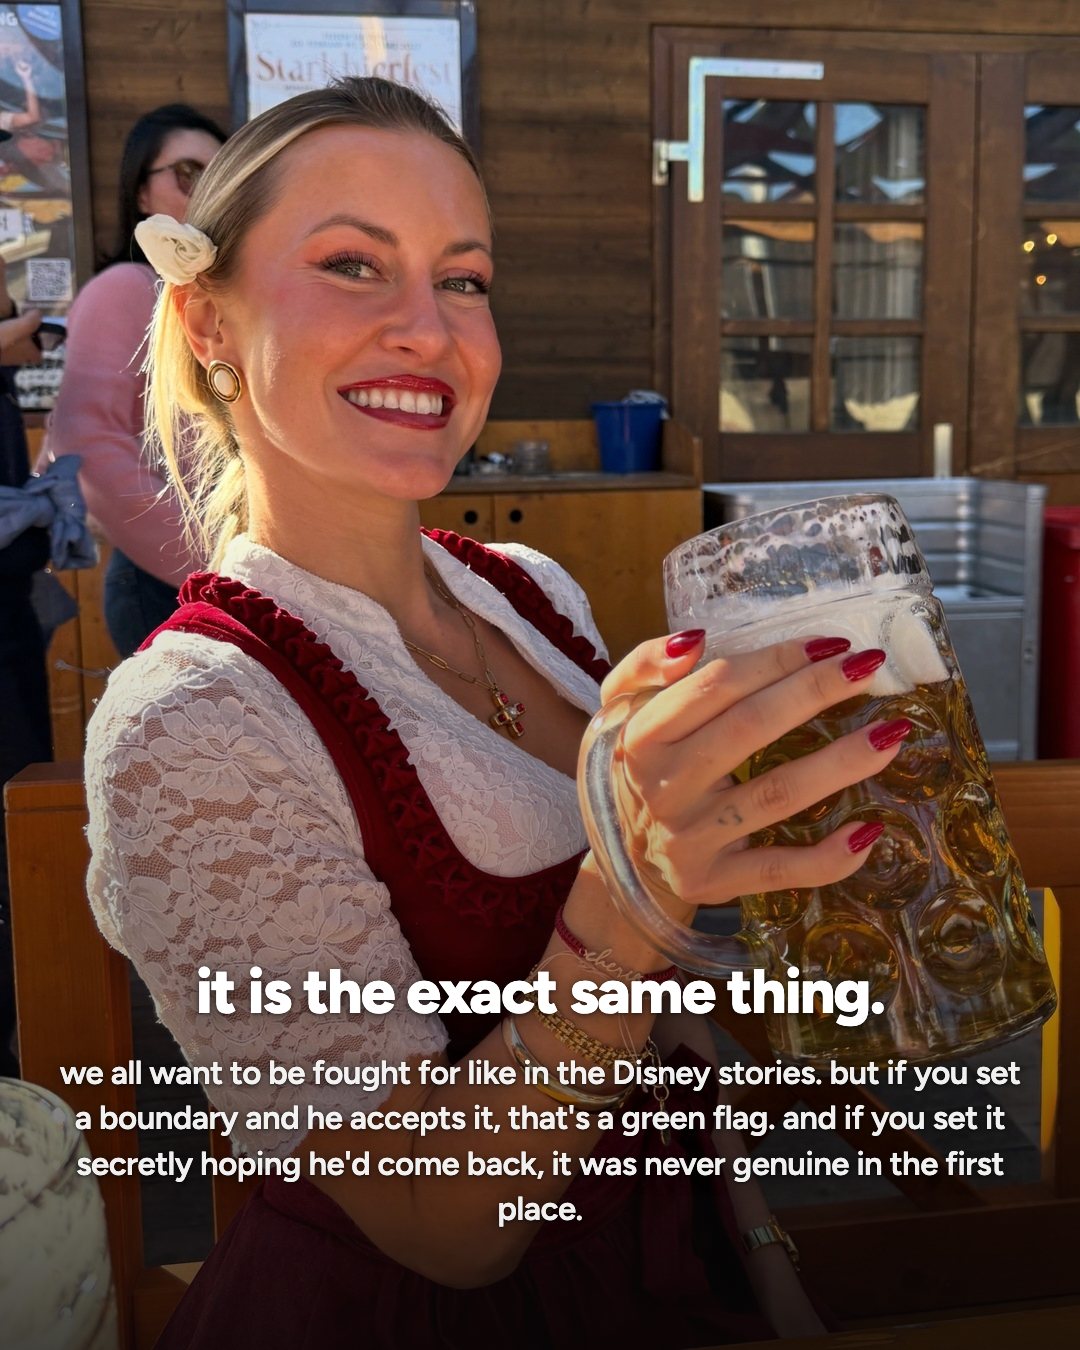 NG
Starkbierfest
it is the exact same thing.
we all want to be fought for like in the Disney stories. but if you set
a boundary and he accepts it, that's a green flag. and if you set it
secretly hoping he'd come back, it was never genuine in the first
place.